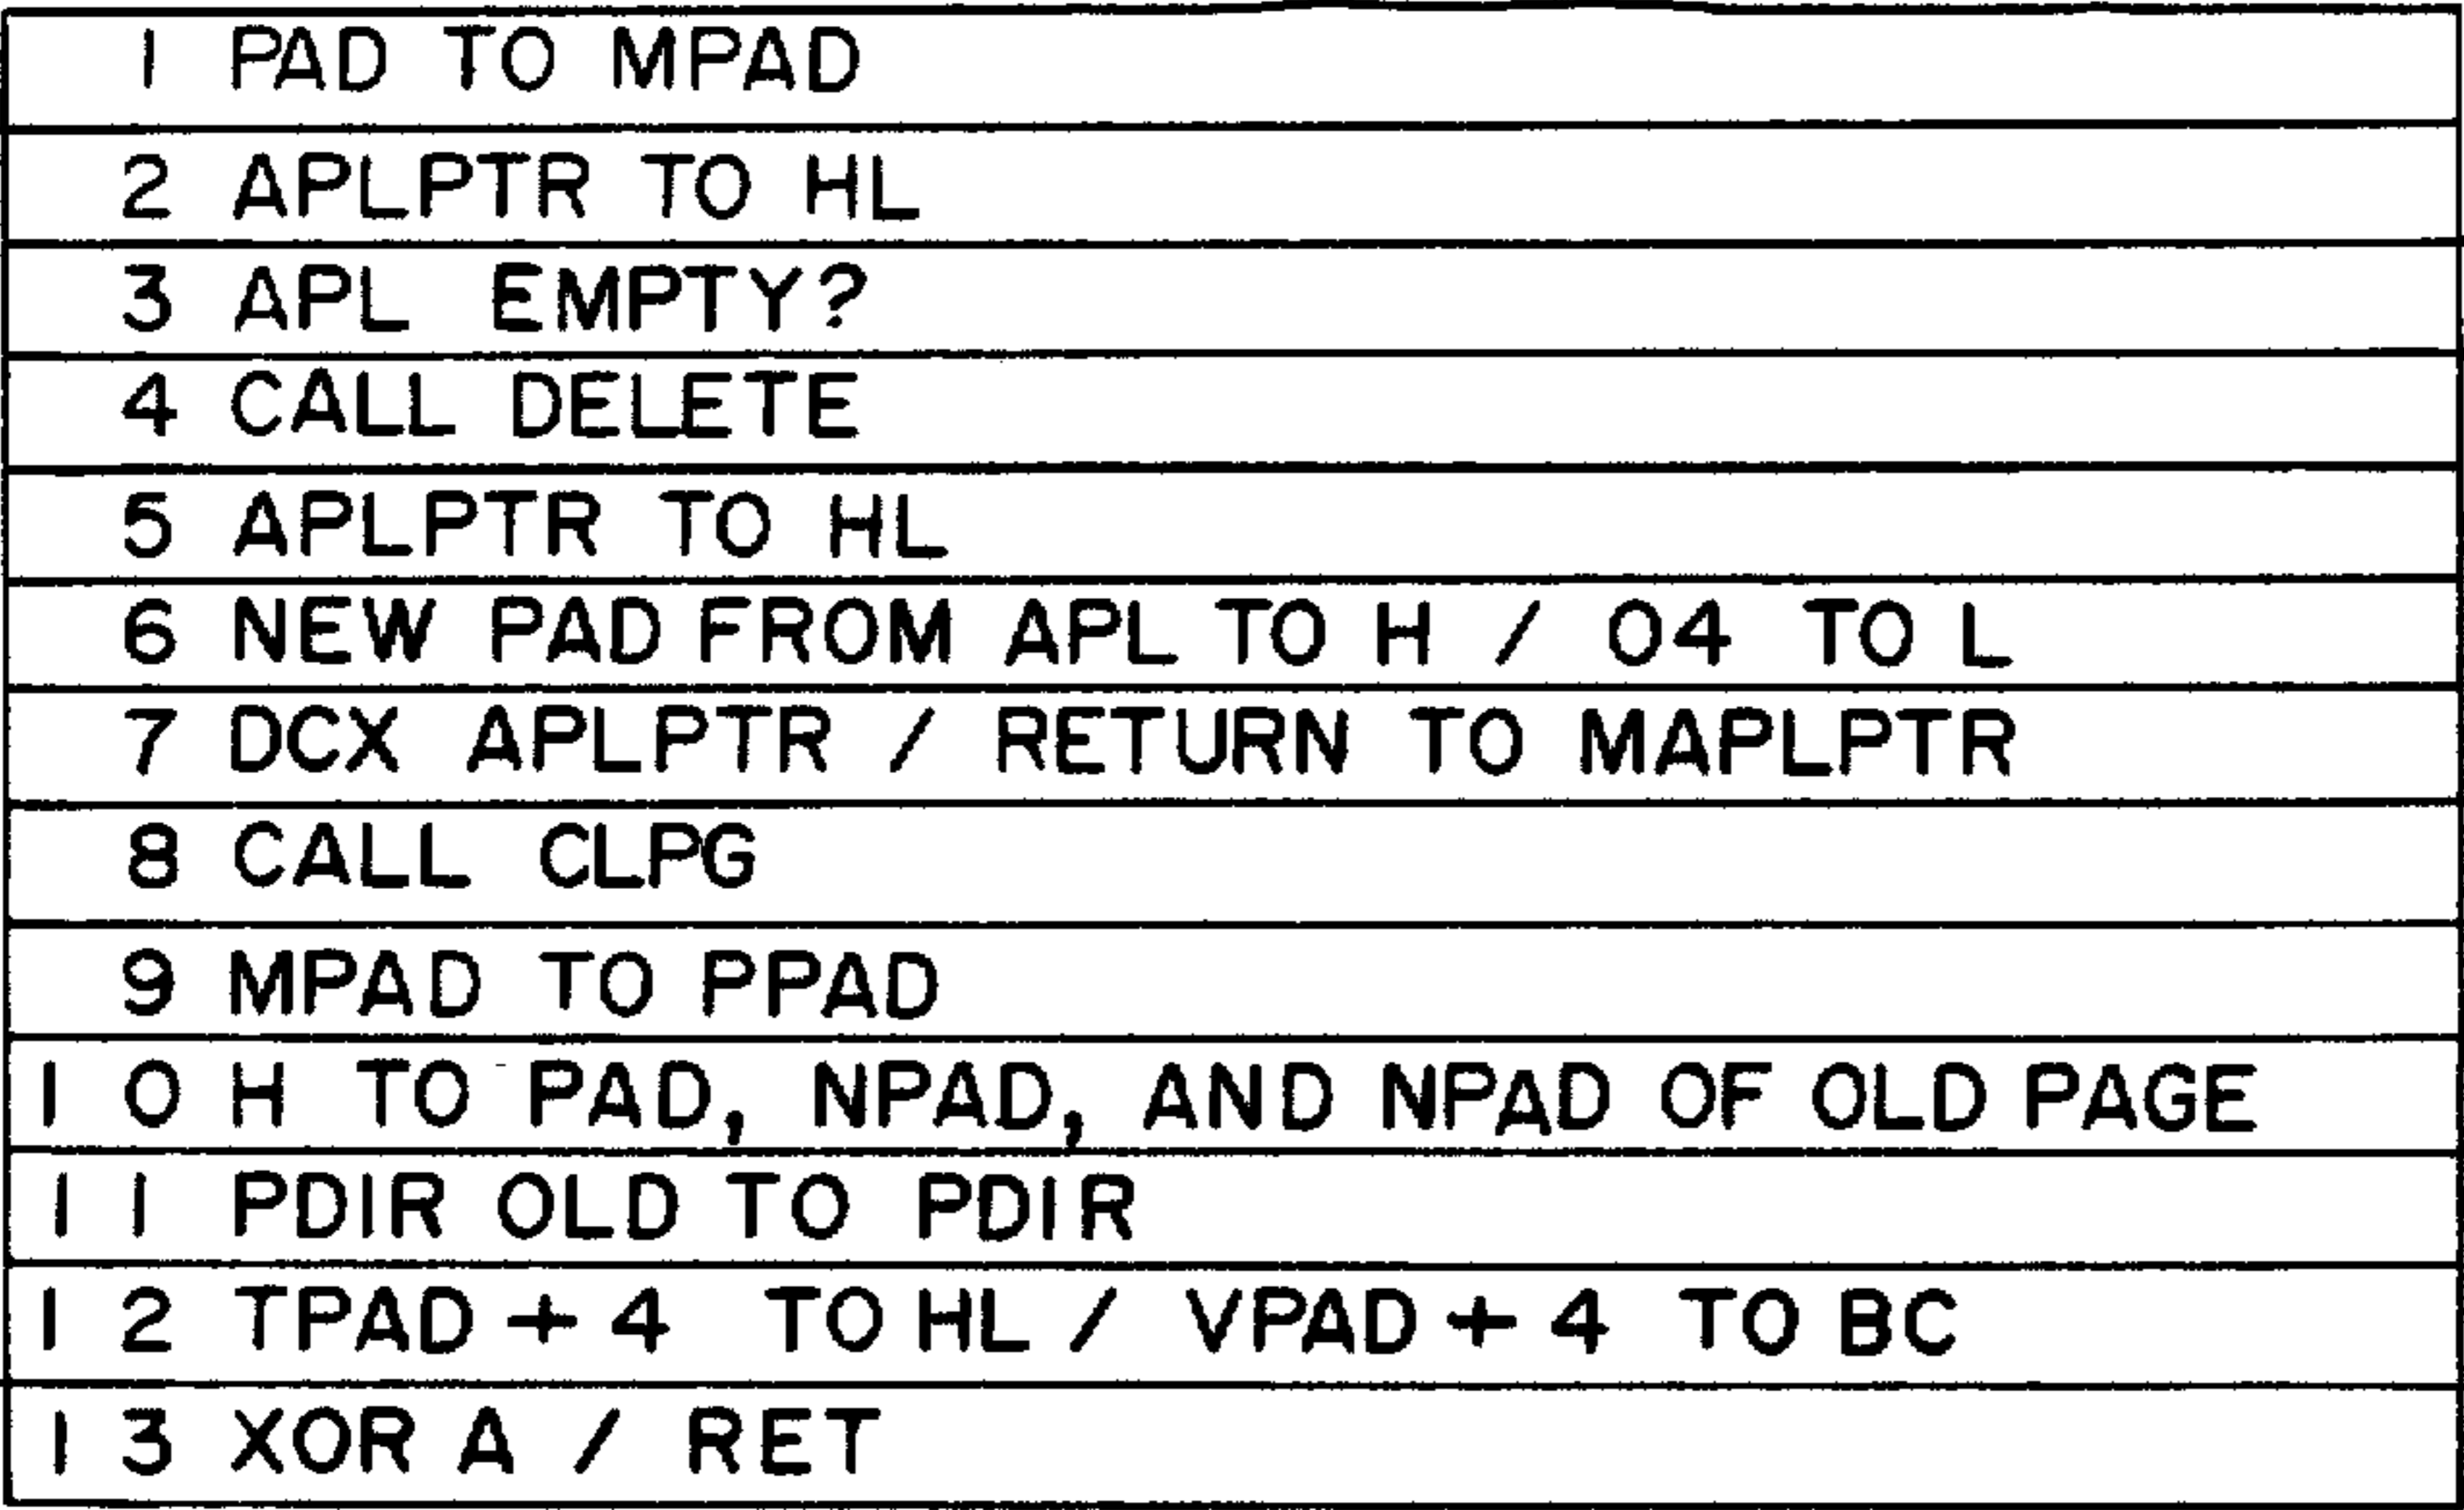 1 PAD TO MPAD
2 APLPTR TO HL
3 APL EMPTY?
4 CALL DELETE
5 APLPTR TO HL
6 NEW PAD FROM APL TO H / 04 TO L
7 DCX APLPTR / RETURN TO MAPLPTR
8 CALL CLPG
9 MPAD TO PPAD
10 H TO PAD, NPAD, AND NPAD OF OLD PAGE
11 PDIR OLD TO PDIR
12 TPAD + 4 TO HL / VPAD + 4 TO BC
13 XOR A / RET